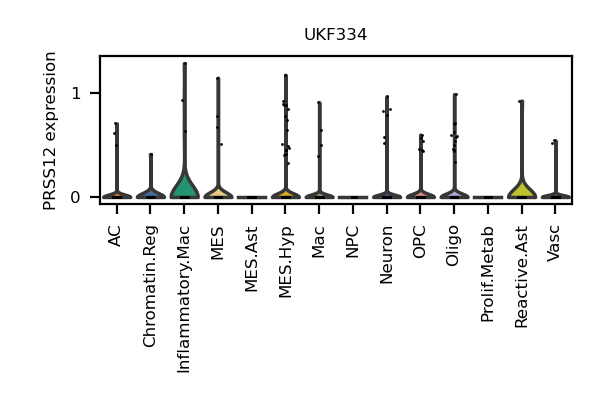 UKF334
PRSS12 expression
1
0
AC
Chromatin.Reg
Inflammatory.Mac
MES
MES.Ast
MES.Hyp
Mac
NPC
Neuron
OPC
Oligo
Prolif.Metab
Reactive.Ast
Vasc